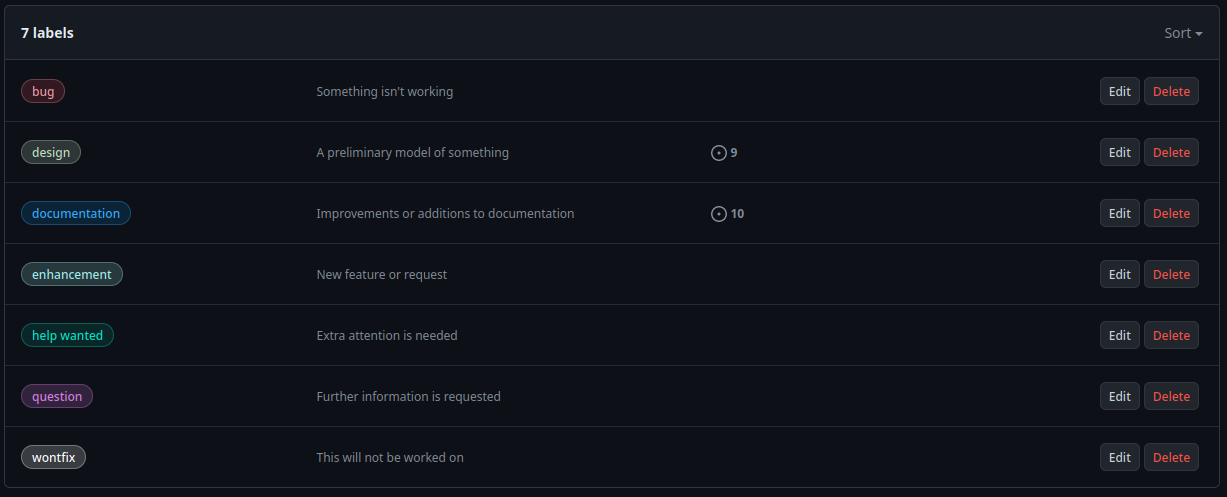 7 labels Sort
bug Something isn't working Edit Delete
design A preliminary model of something 9 Edit Delete
documentation Improvements or additions to documentation 10 Edit Delete
enhancement New feature or request Edit Delete
help wanted Extra attention is needed Edit Delete
question Further information is requested Edit Delete
wontfix This will not be worked on Edit Delete